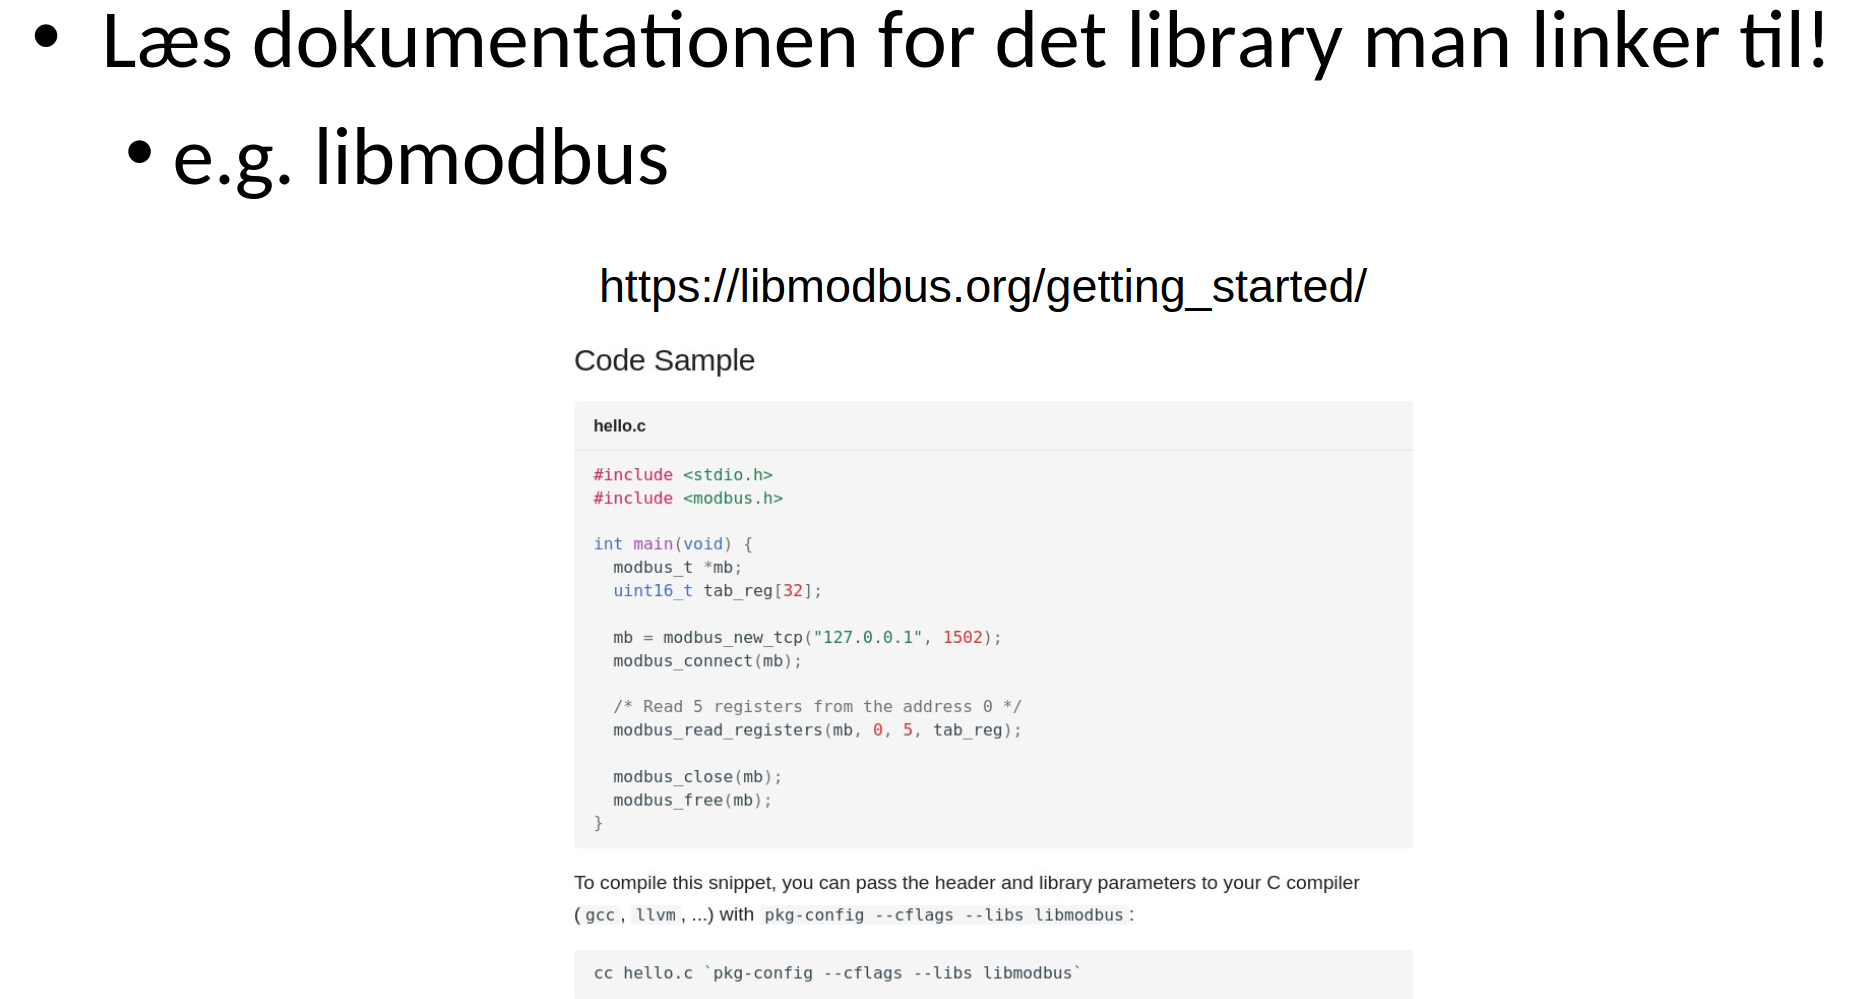 • Læs dokumentationen for det library man linker til!
• e.g. libmodbus
https://libmodbus.org/getting_started/
Code Sample
hello.c
#include <stdio.h>
#include <modbus.h>
int main(void) {
  modbus_t *mb;
  uint16_t tab_reg[32];
  mb = modbus_new_tcp("127.0.0.1", 1502);
  modbus_connect(mb);
  /* Read 5 registers from the address 0 */
  modbus_read_registers(mb, 0, 5, tab_reg);
  modbus_close(mb);
  modbus_free(mb);
}
To compile this snippet, you can pass the header and library parameters to your C compiler
( gcc , llvm , ...) with pkg-config --cflags --libs libmodbus :
cc hello.c `pkg-config --cflags --libs libmodbus`